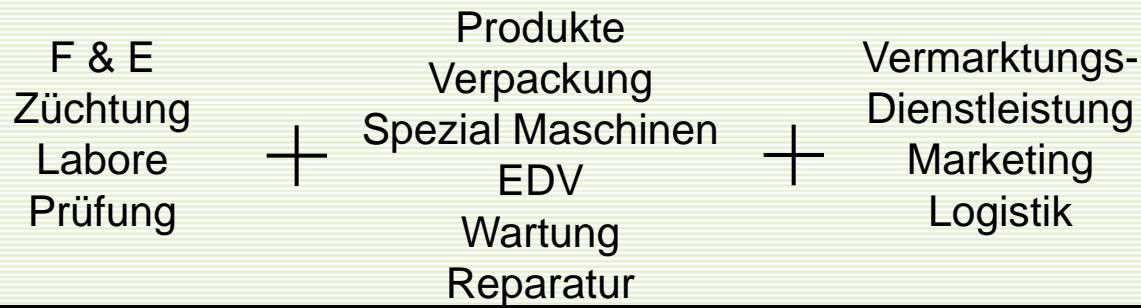 F & E
Züchtung
Labore
Prüfung
+
Produkte
Verpackung
Spezial Maschinen
EDV
Wartung
Reparatur
+
Vermarktungs-
Dienstleistung
Marketing
Logistik